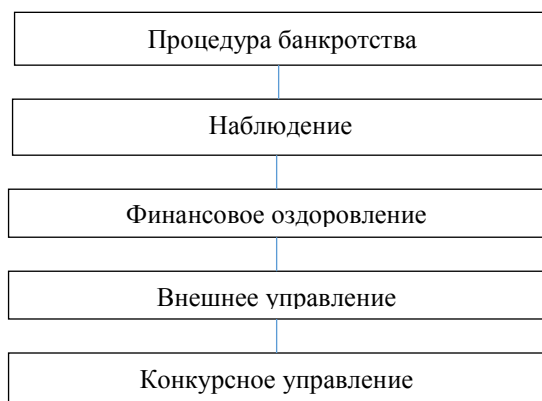 Процедура банкротства
Наблюдение
Финансовое оздоровление
Внешнее управление
Конкурсное управление